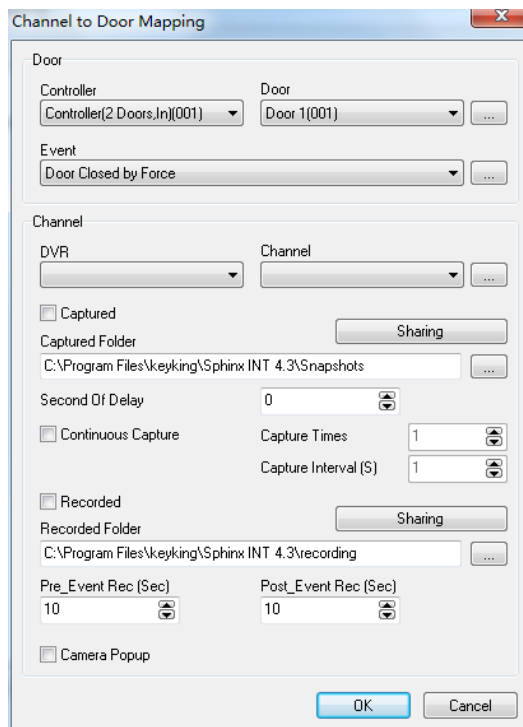 Channel to Door Mapping
Door
Controller Door
Controller(2 Doors,In)(001) Door 1(001) ...
Event
Door Closed by Force ...
Channel
DVR Channel
...
Captured
Sharing
Captured Folder
C:\Program Files\keyking\Sphinx INT 4.3\Snapshots ...
Second Of Delay 0
Continuous Capture Capture Times 1
Capture Interval (S) 1
Recorded
Sharing
Recorded Folder
C:\Program Files\keyking\Sphinx INT 4.3\recording ...
Pre_Event Rec (Sec) Post_Event Rec (Sec)
10 10
Camera Popup
OK Cancel